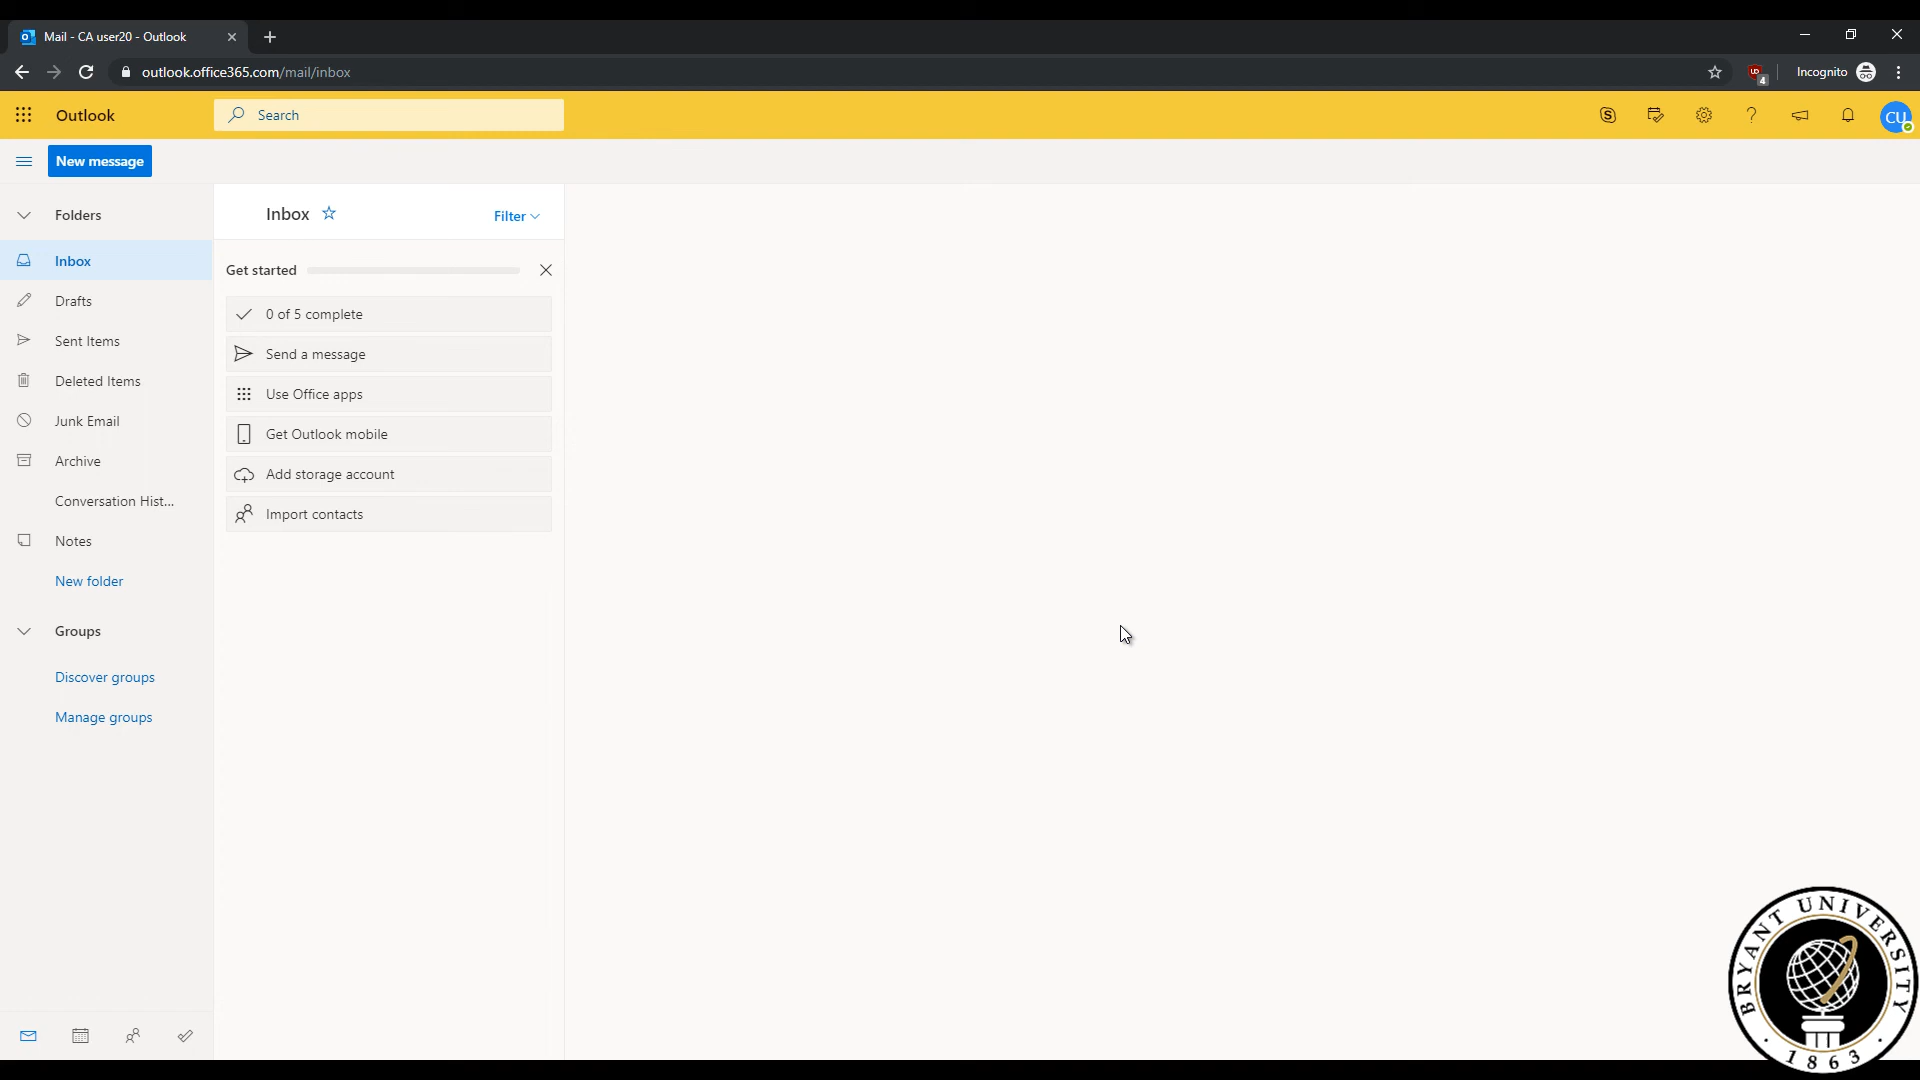 Mail - CA user20 - Outlook
outlook.office365.com/mail/inbox
4
Incognito
Outlook
Search
CU
New message
Folders
Inbox
Drafts
Sent Items
Deleted Items
Junk Email
Archive
Conversation Hist...
Notes
New folder
Groups
Discover groups
Manage groups
Inbox
Filter
Get started
0 of 5 complete
Send a message
Use Office apps
Get Outlook mobile
Add storage account
Import contacts
BRYANT UNIVERSITY
1863